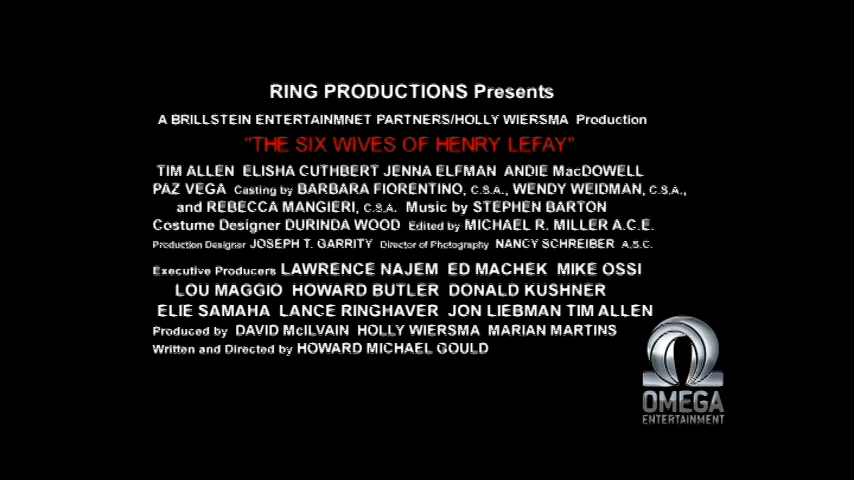 RING PRODUCTIONS Presents
A BRILLSTEIN ENTERTAINMNET PARTNERS/HOLLY WIERSMA Production
"THE SIX WIVES OF HENRY LEFAY"
TIM ALLEN ELISHA CUTHBERT JENNA ELFMAN ANDIE MacDOWELL
PAZ VEGA Casting by BARBARA FIORENTINO, C.S.A., WENDY WEIDMAN, C.S.A.,
and REBECCA MANGIERI, C.S.A. Music by STEPHEN BARTON
Costume Designer DURINDA WOOD Edited by MICHAEL R. MILLER A.C.E.
Production Designer JOSEPH T. GARRITY Director of Photography NANCY SCHREIBER A.S.C.
Executive Producers LAWRENCE NAJEM ED MACHEK MIKE OSSI
LOU MAGGIO HOWARD BUTLER DONALD KUSHNER
ELIE SAMAHA LANCE RINGHAVER JON LIEBMAN TIM ALLEN
Produced by DAVID McILVAIN HOLLY WIERSMA MARIAN MARTINS
Written and Directed by HOWARD MICHAEL GOULD
OMEGA
ENTERTAINMENT